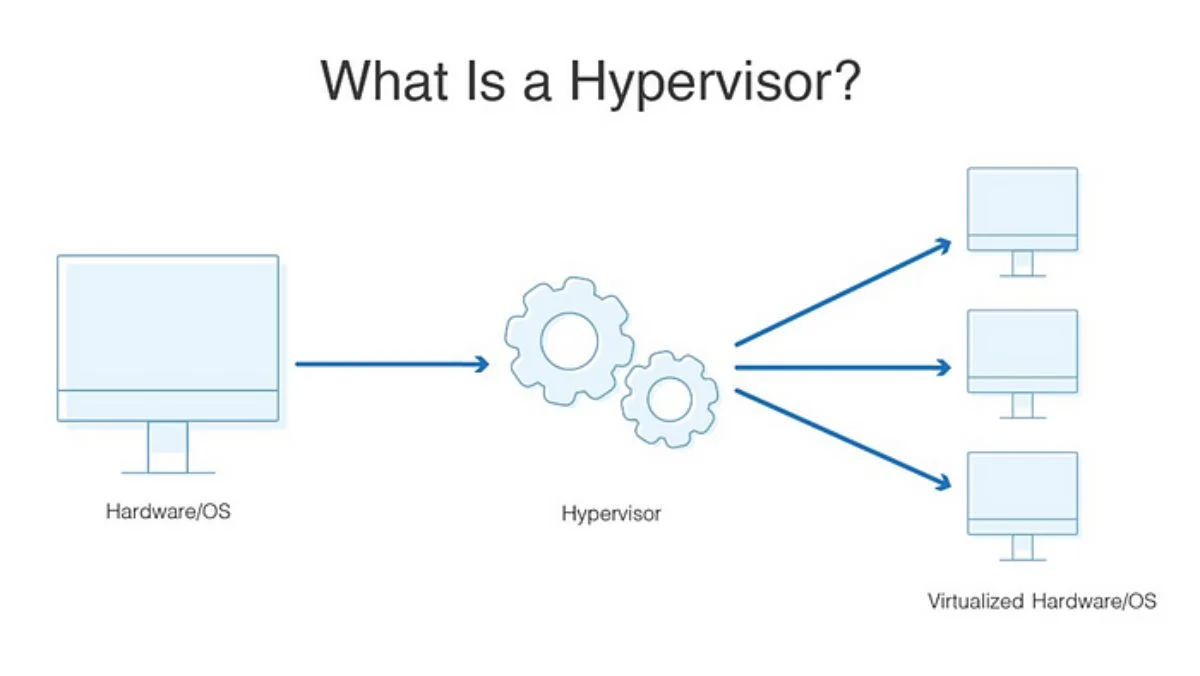 What Is a Hypervisor?
Hardware/OS
Hypervisor
Virtualized Hardware/OS